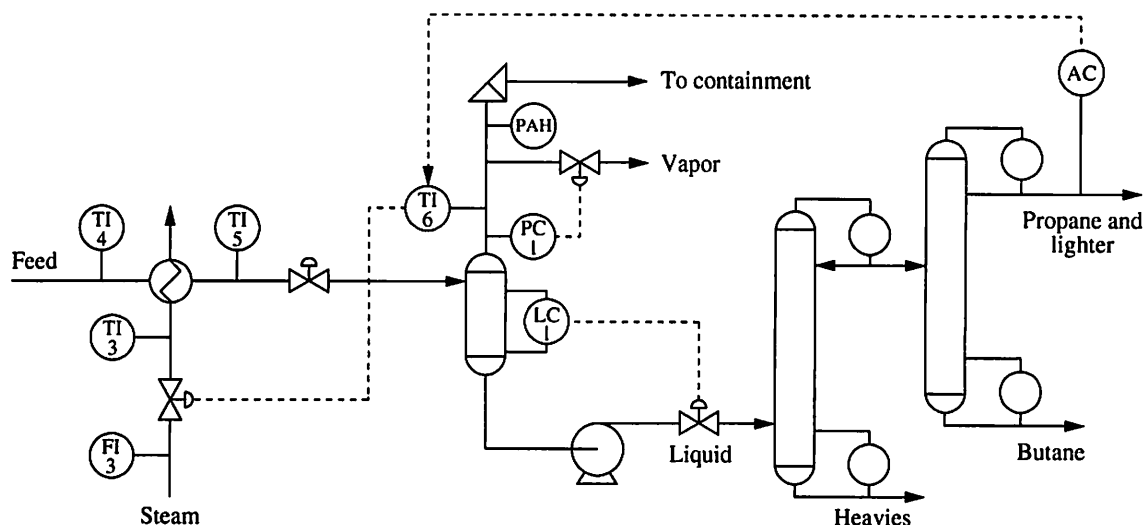 AC
To containment
PAH
Vapor
TI
6
PC
1
TI
4
TI
5
Feed
Propane and
lighter
TI
3
LC
1
FI
3
Liquid
Butane
Steam
Heavies